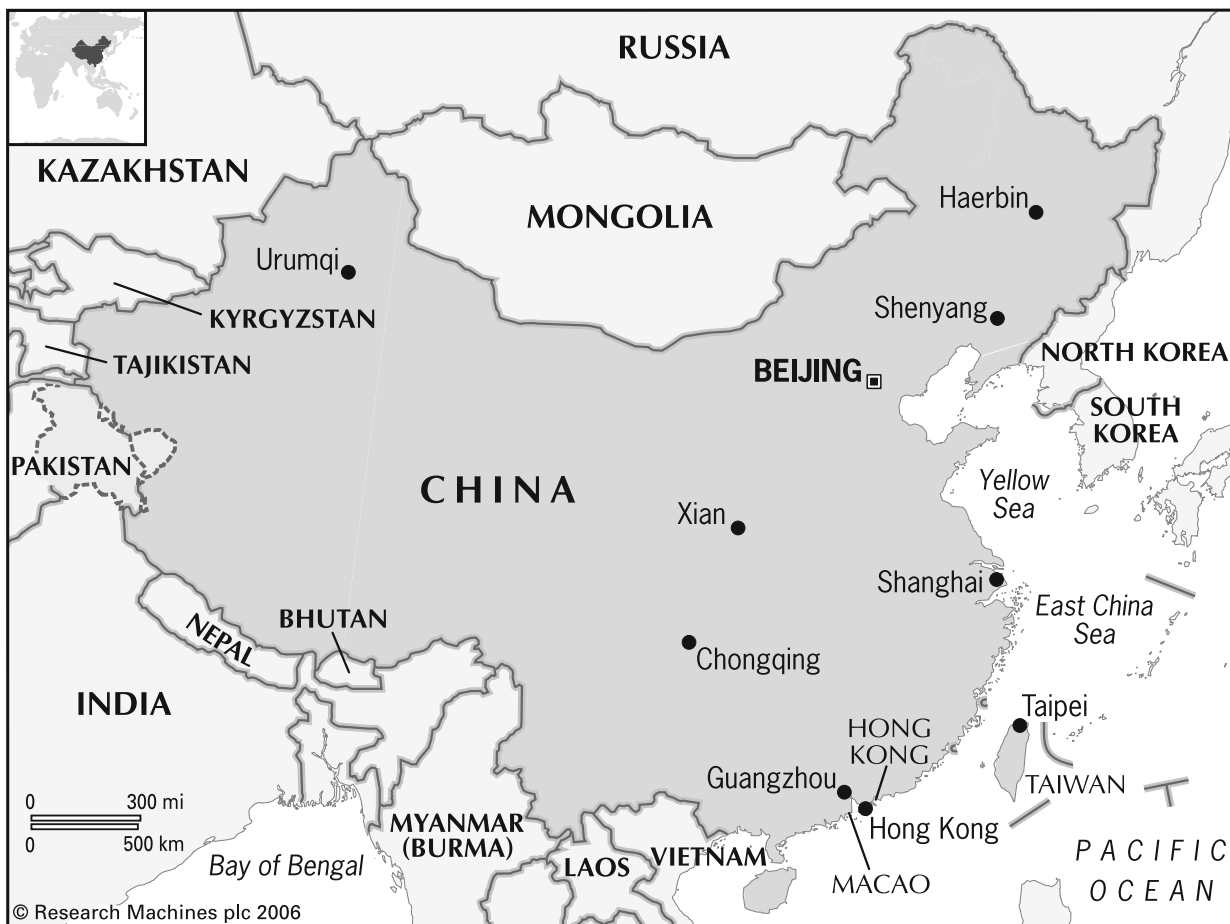 RUSSIA
KAZAKHSTAN
MONGOLIA
Haerbin
Urumqi
KYRGYZSTAN
Shenyang
TAJIKISTAN
NORTH KOREA
BEIJING
SOUTH
KOREA
PAKISTAN
CHINA
Yellow
Sea
Xian
Shanghai
East China
Sea
BHUTAN
NEPAL
Chongqing
INDIA
Taipei
HONG
KONG
Guangzhou
TAIWAN
0 300 mi
0 500 km
Hong Kong
MYANMAR
(BURMA)
Bay of Bengal
LAOS
VIETNAM
MACAO
PACIFIC
OCEAN
© Research Machines plc 2006